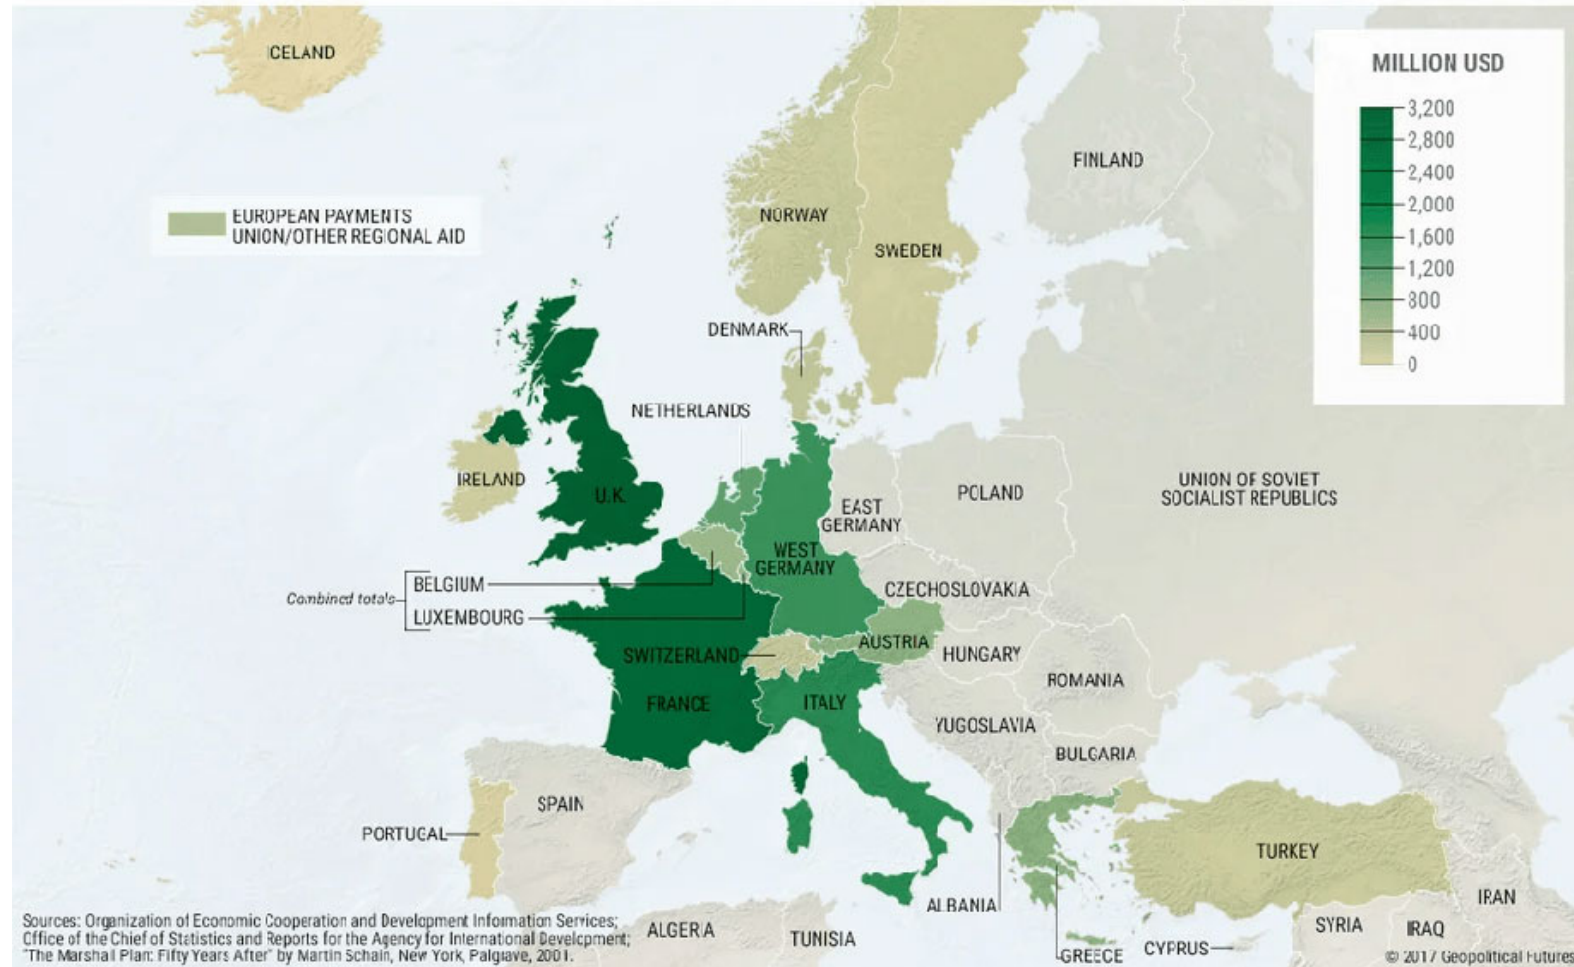 ICELAND
MILLION USD
3,200
2,800
2,400
2,000
1,600
1,200
800
400
0
FINLAND
EUROPEAN PAYMENTS
UNION/OTHER REGIONAL AID
NORWAY
SWEDEN
DENMARK
NETHERLANDS
IRELAND
U.K.
EAST
GERMANY
POLAND
UNION OF SOVIET
SOCIALIST REPUBLICS
WEST
GERMANY
Combined totals
BELGIUM
LUXEMBOURG
CZECHOSLOVAKIA
SWITZERLAND
AUSTRIA
HUNGARY
ROMANIA
FRANCE
ITALY
YUGOSLAVIA
BULGARIA
SPAIN
PORTUGAL
TURKEY
ALBANIA
IRAN
Sources: Organization of Economic Cooperation and Development Information Services;
Office of the Chief of Statistics and Reports for the Agency for International Development;
"The Marshall Plan: Fifty Years After" by Martin Schain, New York, Palgrave, 2001.
ALGERIA
TUNISIA
GREECE
CYPRUS
SYRIA
IRAQ
© 2017 Geopolitical Futures